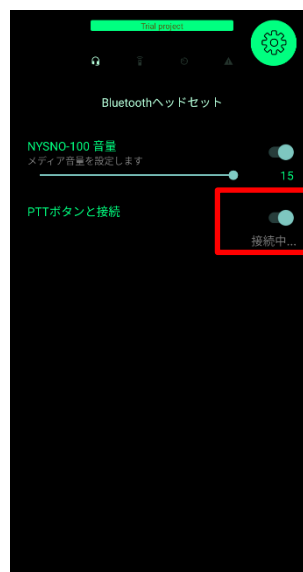 Trial project
Bluetoothヘッドセット
NYSNO-100 音量
メディア音量を設定します
15
PTTボタンと接続
接続中...